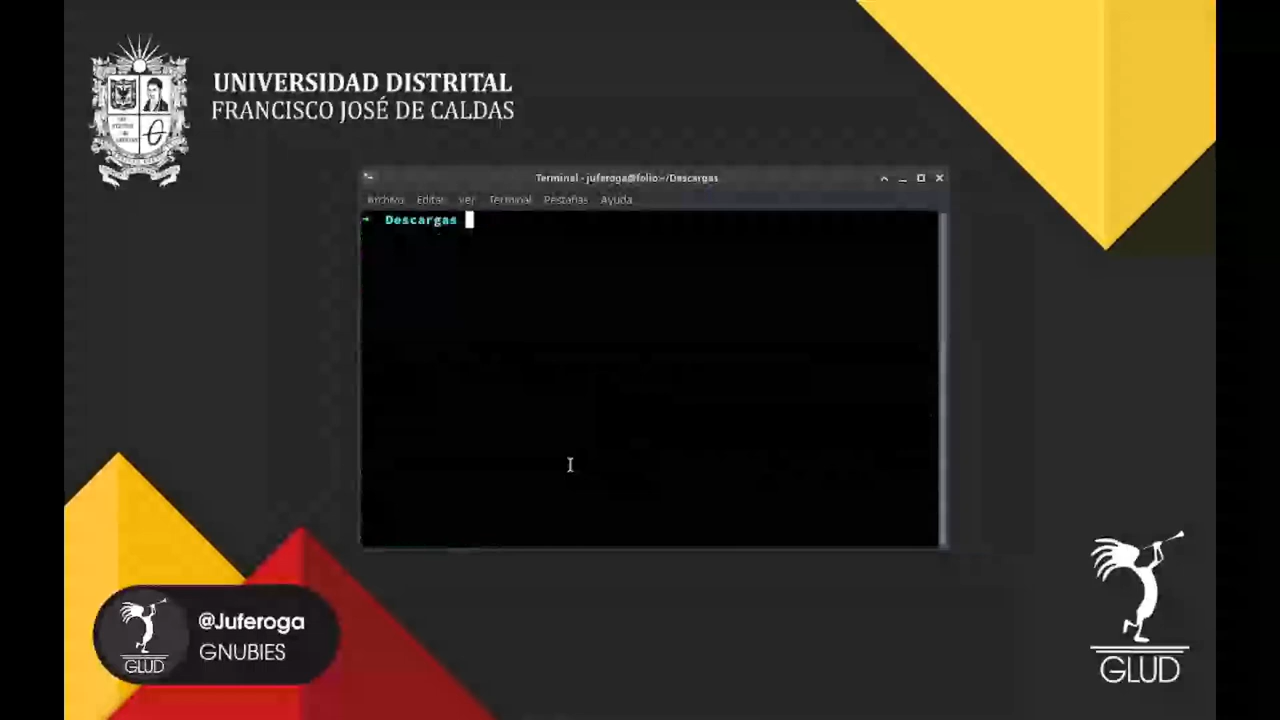 UNIVERSIDAD DISTRITAL
FRANCISCO JOSÉ DE CALDAS
Terminal - juferoga@folio:~/Descargas
Archivo Editar Ver Terminal Pestañas Ayuda
→ Descargas
@Juferoga
GNUBIES
GLUD
GLUD